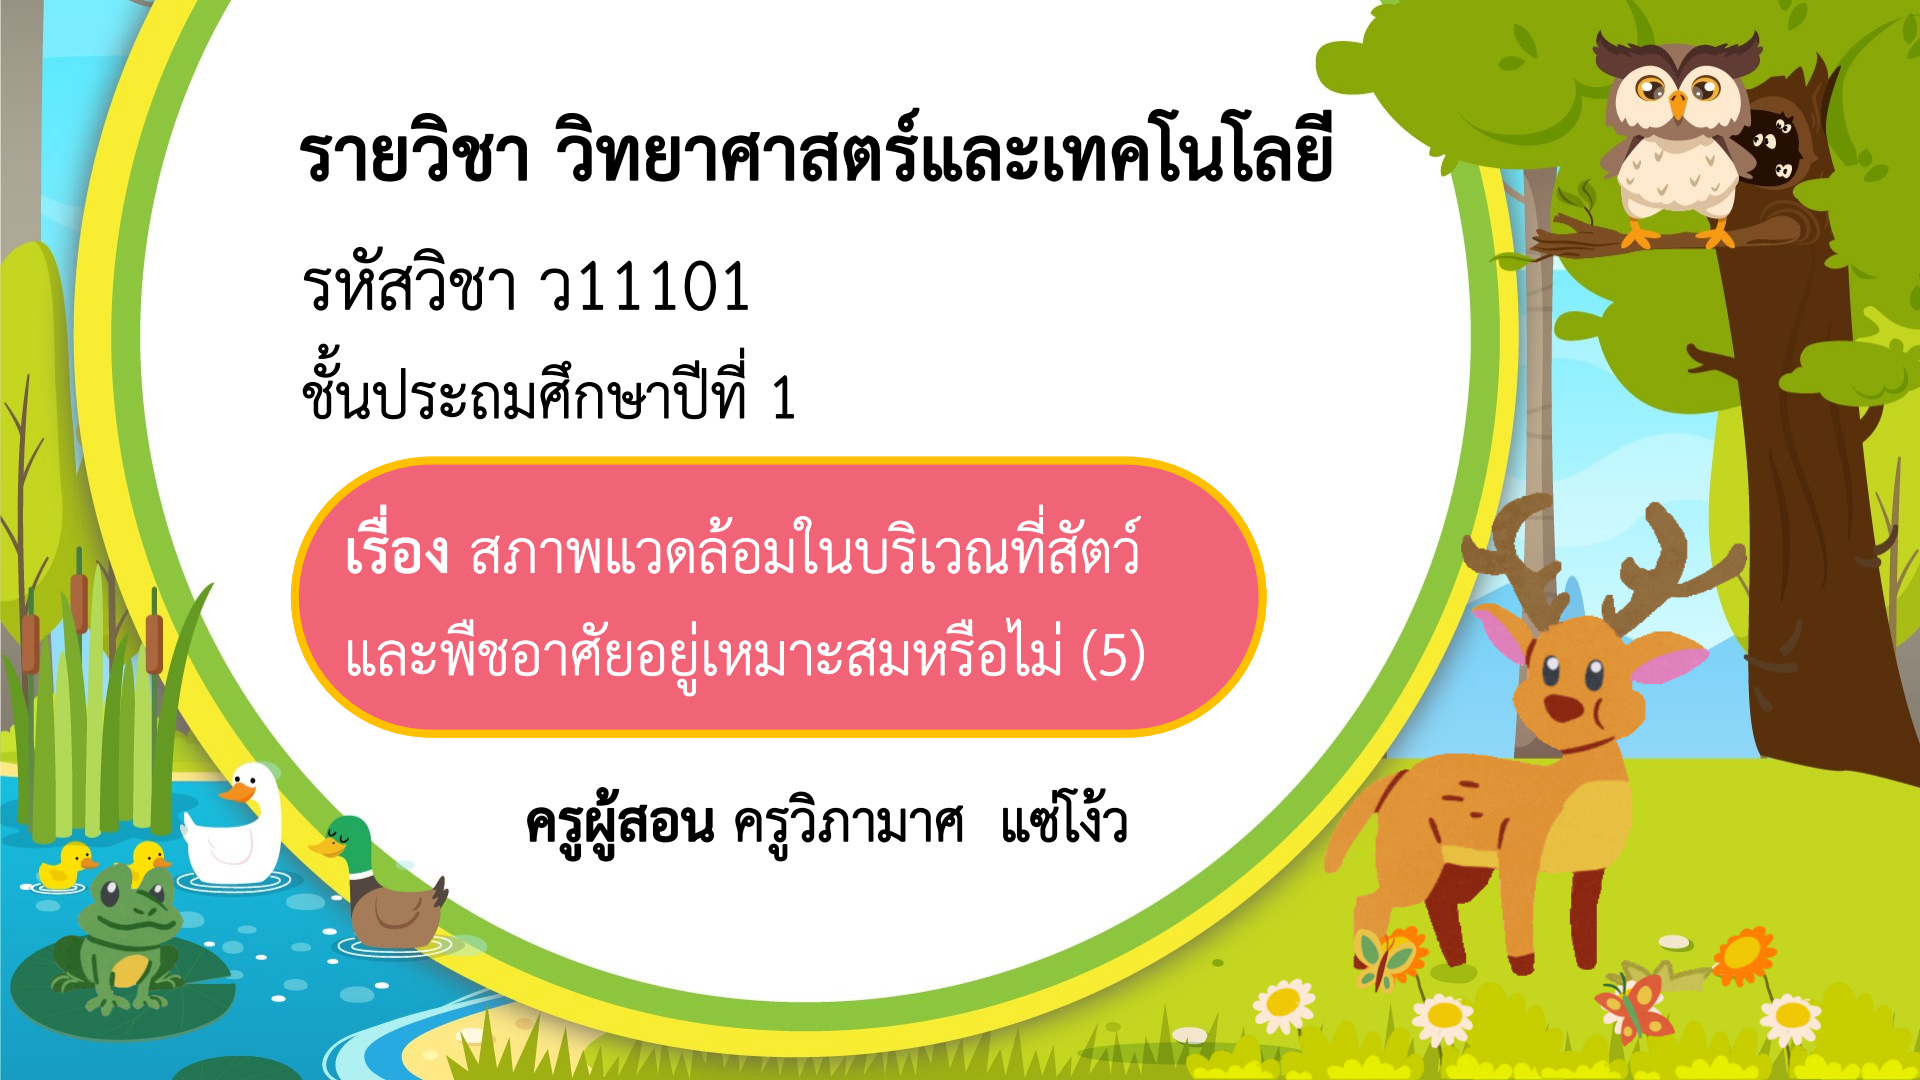 รายวิชา วิทยาศาสตร์และเทคโนโลยี
รหัสวิชา ว11101
ชั้นประถมศึกษาปีที่ 1
เรื่อง สภาพแวดล้อมในบริเวณที่สัตว์
และพืชอาศัยอยู่เหมาะสมหรือไม่ (5)
ครูผู้สอน ครูวิภามาศ แซ่โง้ว